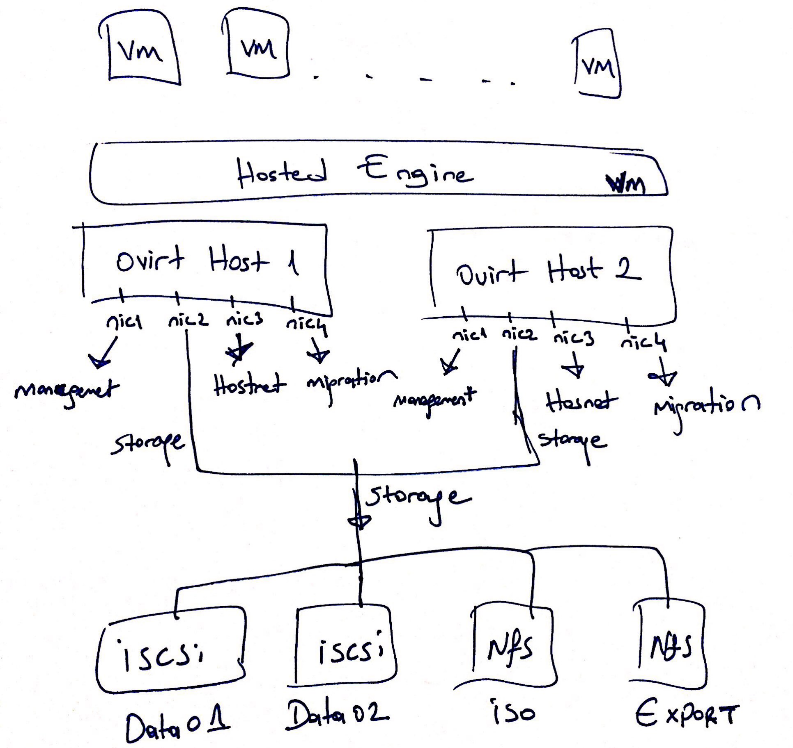 Vm
VM
VM
Hosted Engine Vm
Ovirt Host 1
Ovirt Host 2
nic1 nic2 nic3 nic4
nic1 nic2 nic3 nic4
Managemet
Hostnet
Migration
Management
Hosnet
Migration
Storage
Storage
Storage
iscsi
iscsi
Nfs
Nfs
Data01
Data02
iso
ExpORT